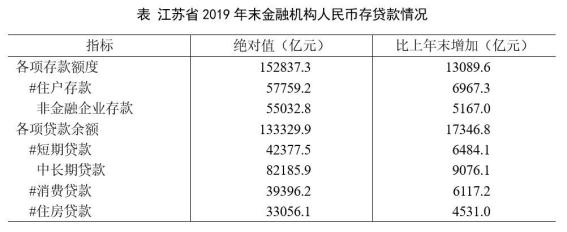 表 江苏省 2019 年末金融机构人民币存贷款情况
指标 绝对值（亿元） 比上年末增加（亿元）
各项存款额度 152837.3 13089.6
#住户存款 57759.2 6967.3
非金融企业存款 55032.8 5167.0
各项贷款余额 133329.9 17346.8
#短期贷款 42377.5 6484.1
中长期贷款 82185.9 9076.1
#消费贷款 39396.2 6117.2
#住房贷款 33056.1 4531.0